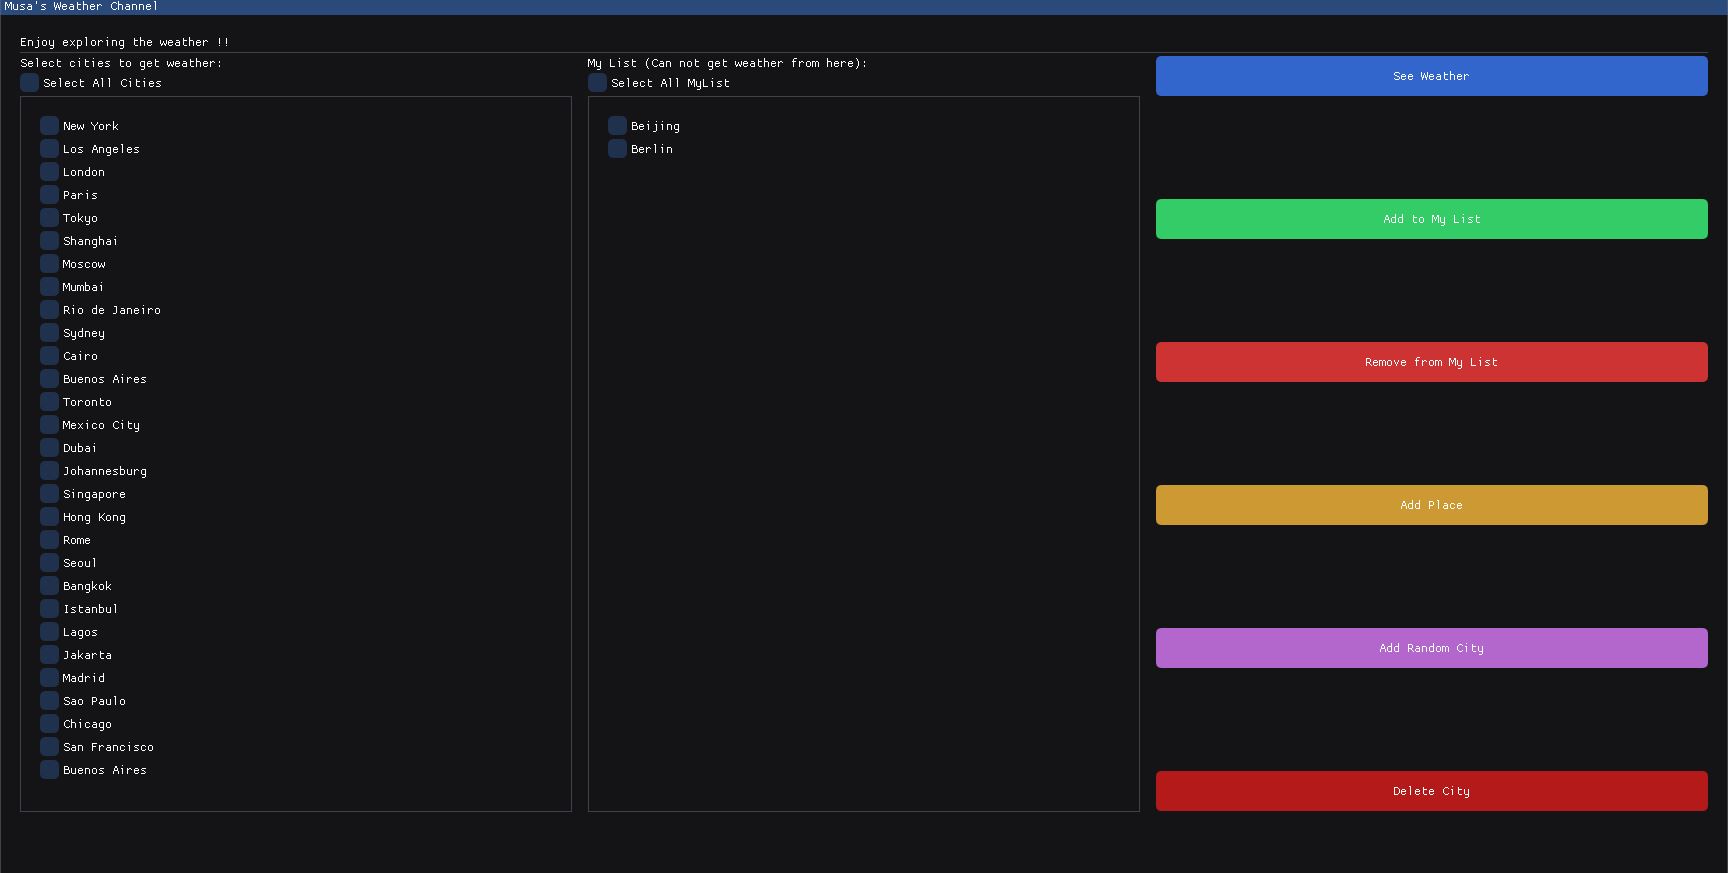 Musa's Weather Channel
Enjoy exploring the weather !!
Select cities to get weather:
Select All Cities
New York
Los Angeles
London
Paris
Tokyo
Shanghai
Moscow
Mumbai
Rio de Janeiro
Sydney
Cairo
Buenos Aires
Toronto
Mexico City
Dubai
Johannesburg
Singapore
Hong Kong
Rome
Seoul
Bangkok
Istanbul
Lagos
Jakarta
Madrid
Sao Paulo
Chicago
San Francisco
Buenos Aires
My List (Can not get weather from here):
Select All MyList
Beijing
Berlin
See Weather
Add to My List
Remove from My List
Add Place
Add Random City
Delete City